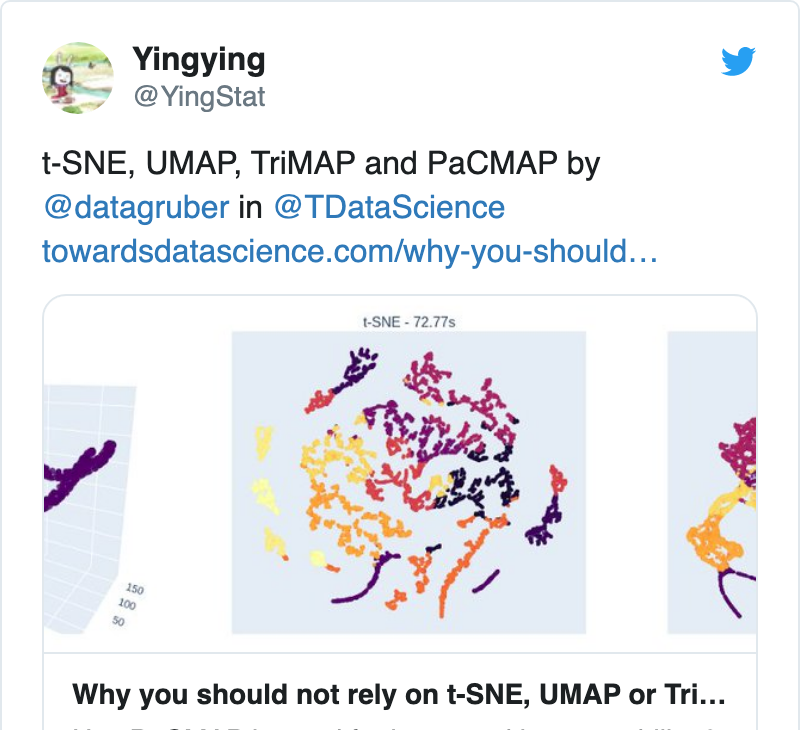 Yingying
@YingStat
t-SNE, UMAP, TriMAP and PaCMAP by
@datagruber in @TDataScience
towardsdatascience.com/why-you-should…
t-SNE - 72.77s
150
100
50
Why you should not rely on t-SNE, UMAP or Tri…